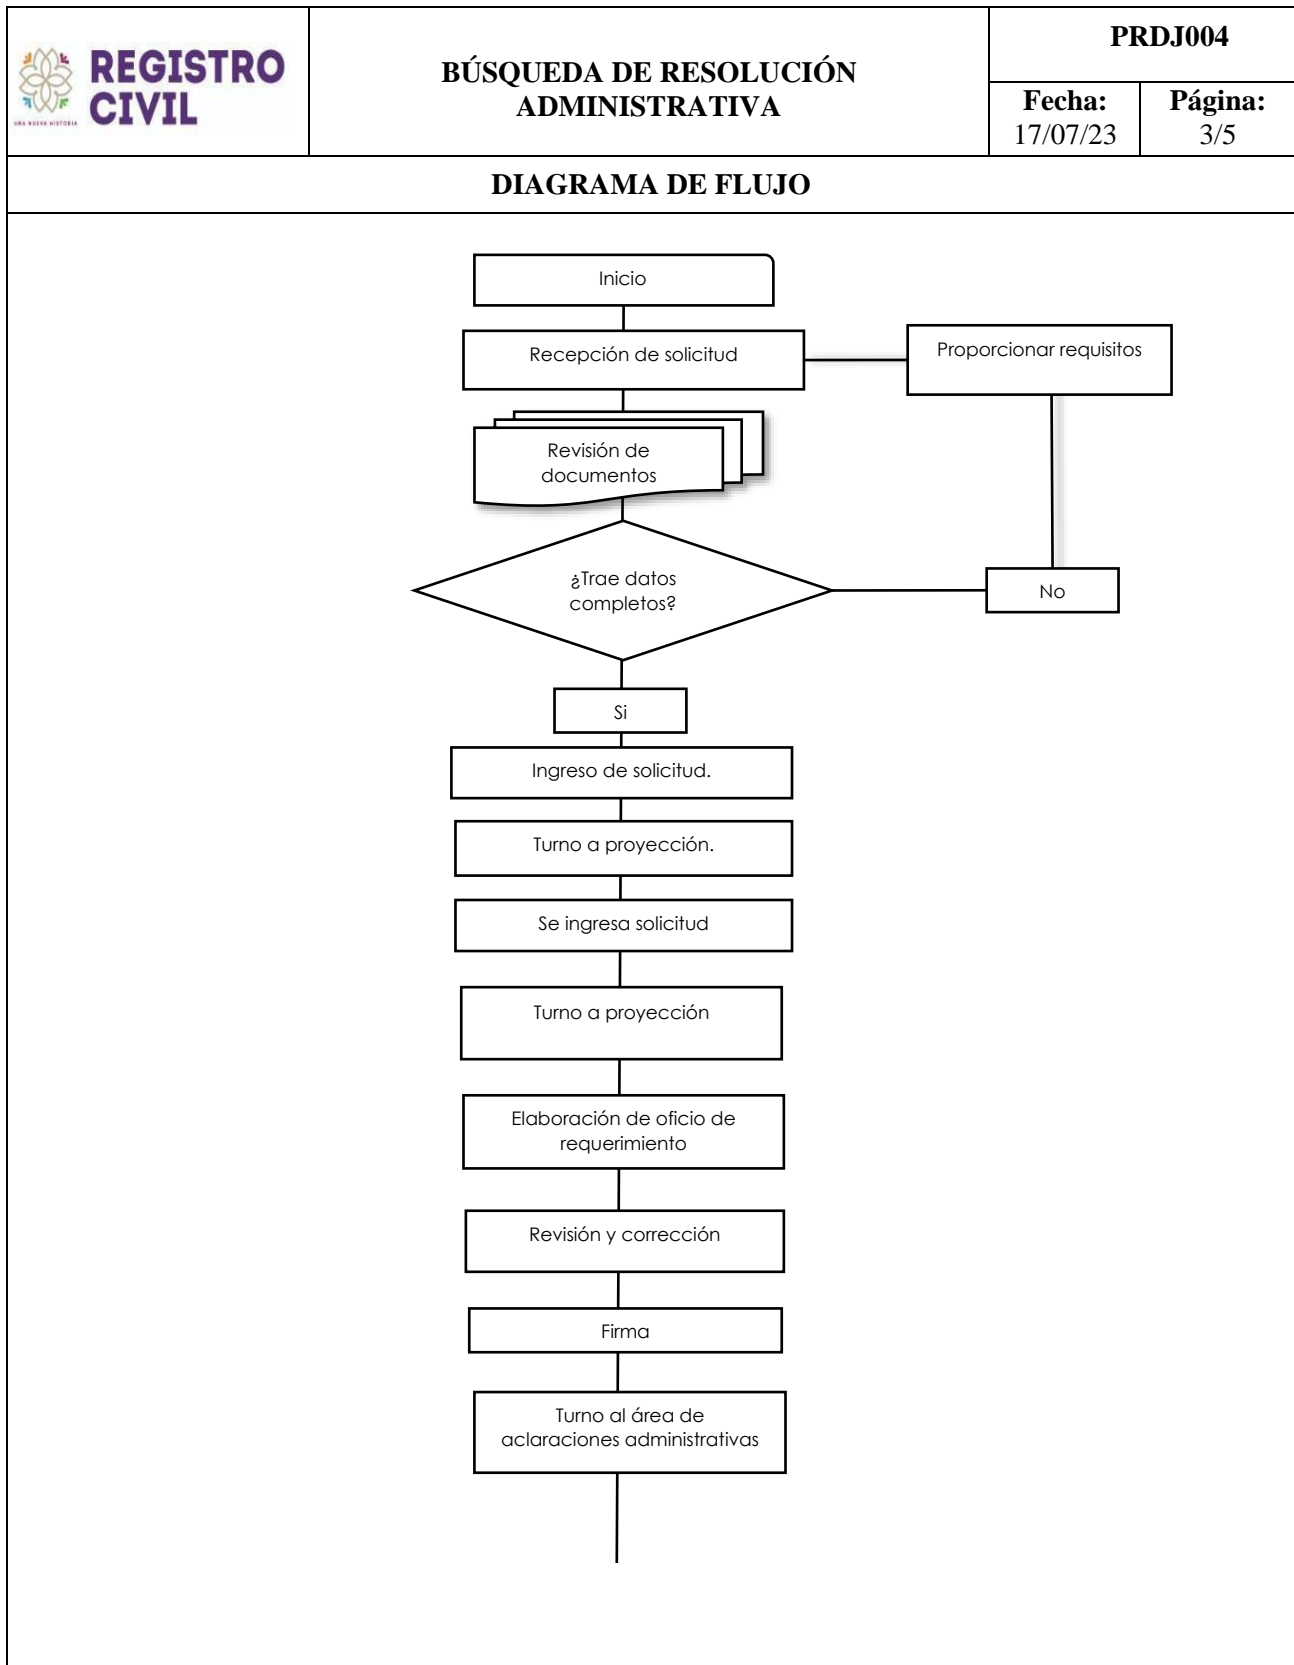 REGISTRO
CIVIL
UNA NUEVA HISTORIA
BÚSQUEDA DE RESOLUCIÓN
ADMINISTRATIVA
PRDJ004
Fecha:
17/07/23
Página:
3/5
DIAGRAMA DE FLUJO
Inicio
Recepción de solicitud
Proporcionar requisitos
Revisión de
documentos
¿Trae datos
completos?
No
Si
Ingreso de solicitud.
Turno a proyección.
Se ingresa solicitud
Turno a proyección
Elaboración de oficio de
requerimiento
Revisión y corrección
Firma
Turno al área de
aclaraciones administrativas